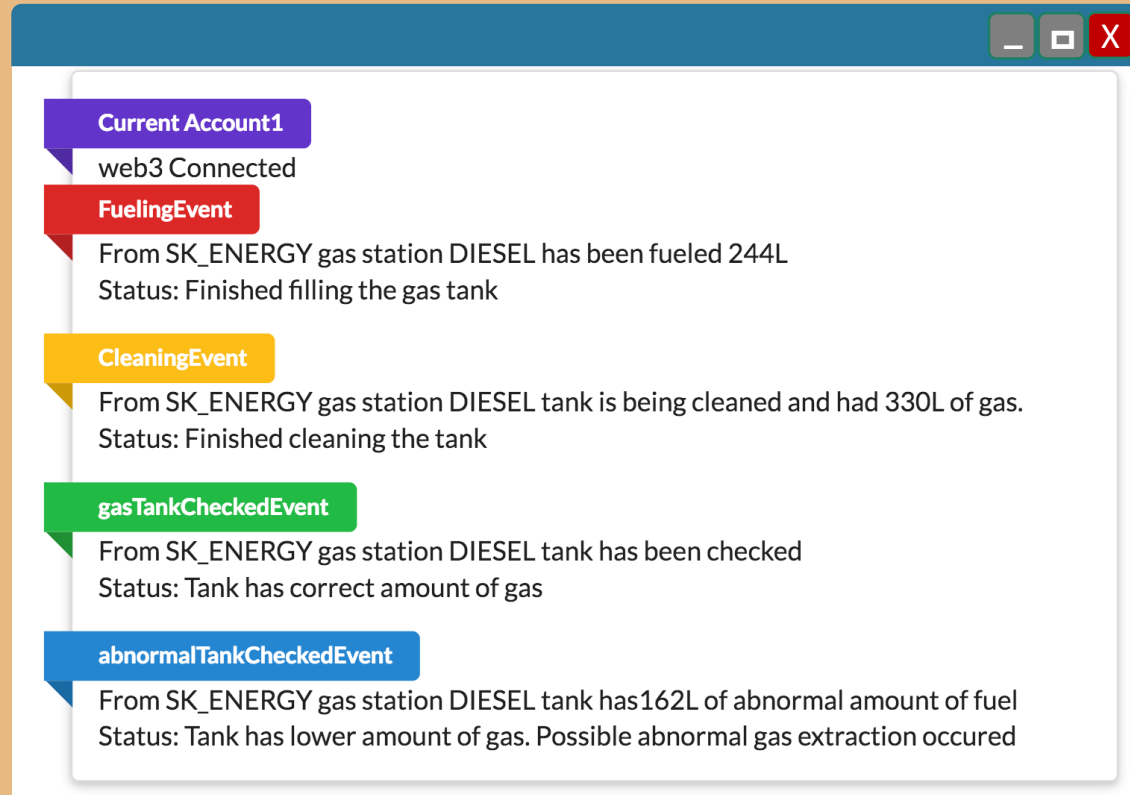 X
Current Account1
web3 Connected
FuelingEvent
From SK_ENERGY gas station DIESEL has been fueled 244L
Status: Finished filling the gas tank
CleaningEvent
From SK_ENERGY gas station DIESEL tank is being cleaned and had 330L of gas.
Status: Finished cleaning the tank
gasTankCheckedEvent
From SK_ENERGY gas station DIESEL tank has been checked
Status: Tank has correct amount of gas
abnormalTankCheckedEvent
From SK_ENERGY gas station DIESEL tank has162L of abnormal amount of fuel
Status: Tank has lower amount of gas. Possible abnormal gas extraction occured